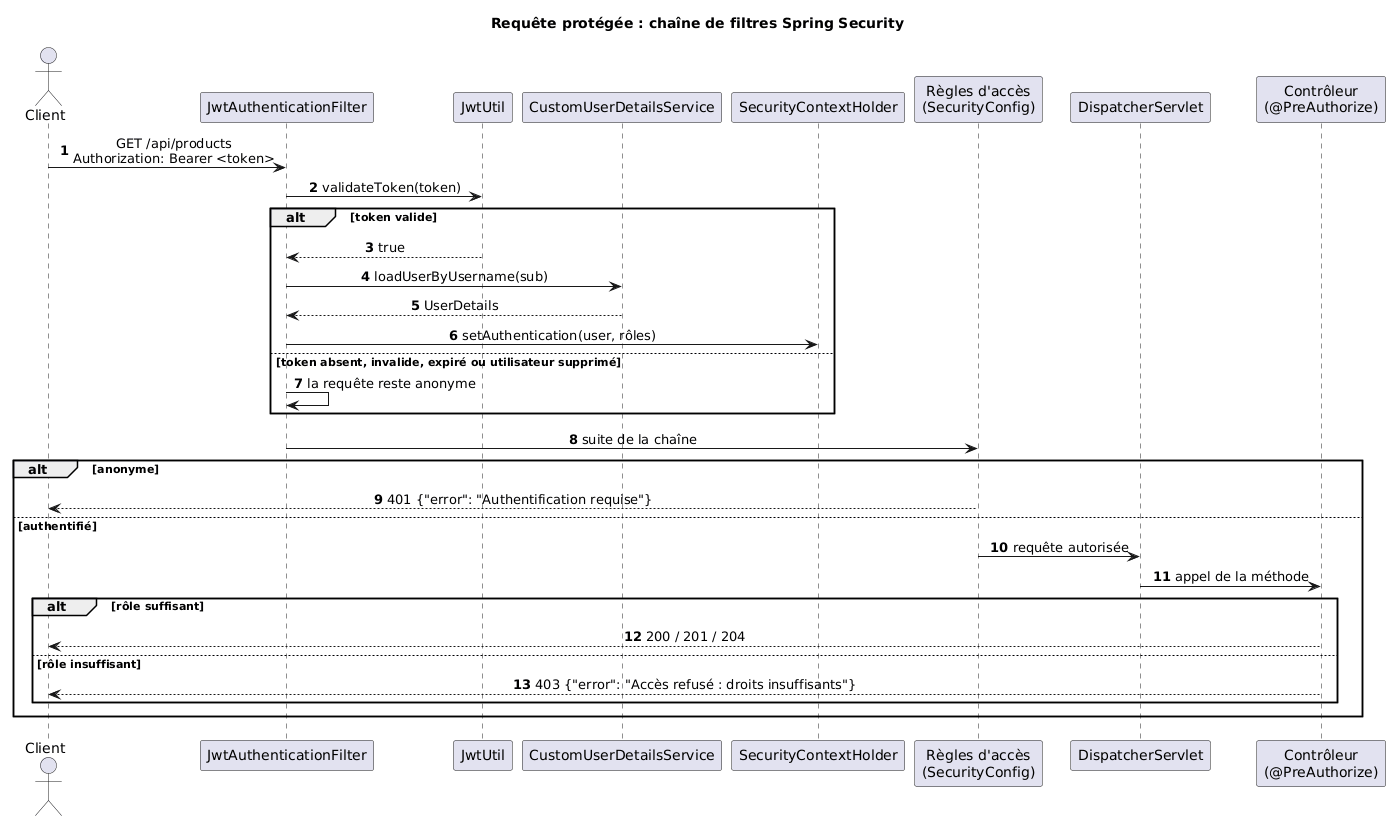 Requête protégée : chaîne de filtres Spring Security
Client
JwtAuthenticationFilter
JwtUtil
CustomUserDetailsService
SecurityContextHolder
Règles d'accès
(SecurityConfig)
DispatcherServlet
Contrôleur
(@PreAuthorize)
1 GET /api/products
Authorization: Bearer <token>
2 validateToken(token)
alt [token valide]
3 true
4 loadUserByUsername(sub)
5 UserDetails
6 setAuthentication(user, rôles)
[token absent, invalide, expiré ou utilisateur supprimé]
7 la requête reste anonyme
8 suite de la chaîne
alt [anonyme]
9 401 {"error": "Authentification requise"}
[authentifié]
10 requête autorisée
11 appel de la méthode
alt [rôle suffisant]
12 200 / 201 / 204
[rôle insuffisant]
13 403 {"error": "Accès refusé : droits insuffisants"}
Client
JwtAuthenticationFilter
JwtUtil
CustomUserDetailsService
SecurityContextHolder
Règles d'accès
(SecurityConfig)
DispatcherServlet
Contrôleur
(@PreAuthorize)